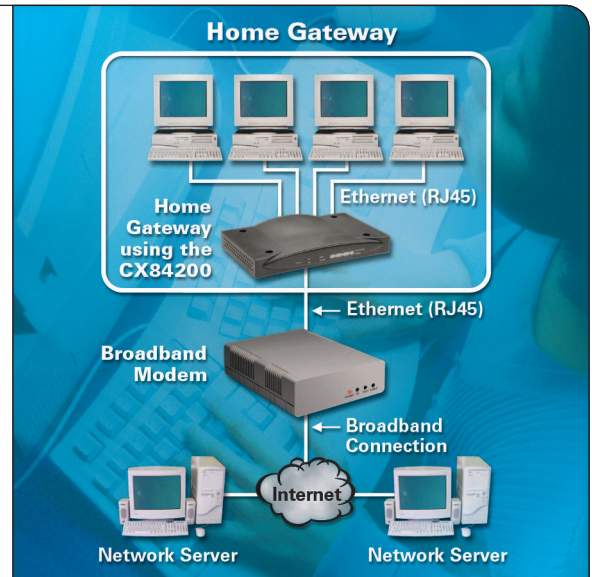 Home Gateway
Ethernet (RJ45)
Home
Gateway
using the
CX84200
Ethernet (RJ45)
Broadband
Modem
Broadband
Connection
Internet
Network Server
Network Server